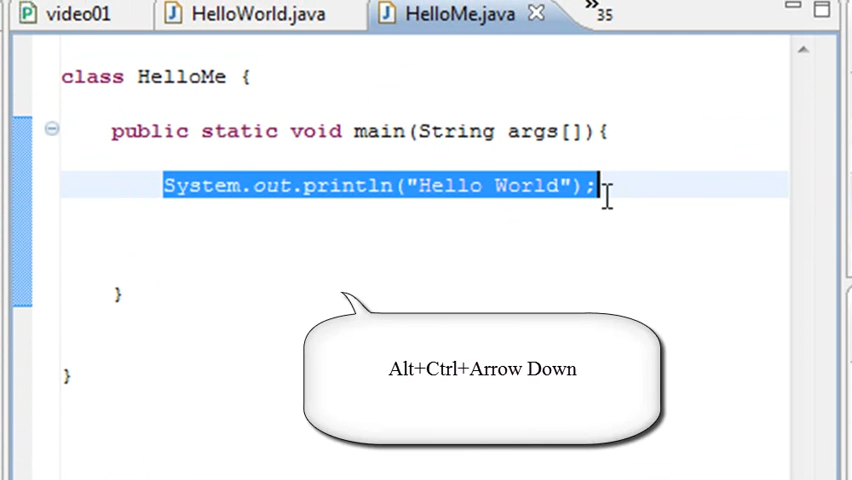 video01 HelloWorld.java HelloMe.java 35
class HelloMe {
public static void main(String args[]){
System.out.println("Hello World");
}
Alt+Ctrl+Arrow Down
}